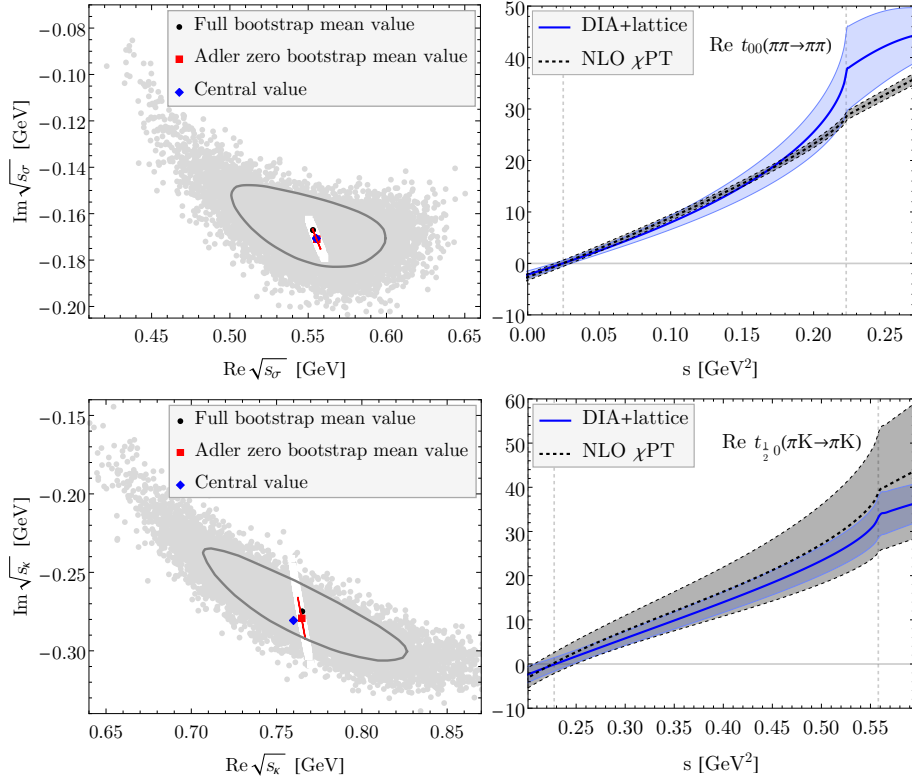 Full bootstrap mean value
Adler zero bootstrap mean value
Central value
−0.08
−0.10
−0.12
−0.14
−0.16
−0.18
−0.20
Im √sσ [GeV]
0.45 0.50 0.55 0.60 0.65
Re √sσ [GeV]
DIA+lattice
NLO χPT
Re t00(ππ→ππ)
50
40
30
20
10
0
−10
0.00 0.05 0.10 0.15 0.20 0.25
s [GeV²]
Full bootstrap mean value
Adler zero bootstrap mean value
Central value
−0.15
−0.20
−0.25
−0.30
Im √sκ [GeV]
0.65 0.70 0.75 0.80 0.85
Re √sκ [GeV]
DIA+lattice
NLO χPT
Re t½0(πK→πK)
60
50
40
30
20
10
0
−10
0.25 0.30 0.35 0.40 0.45 0.50 0.55
s [GeV²]